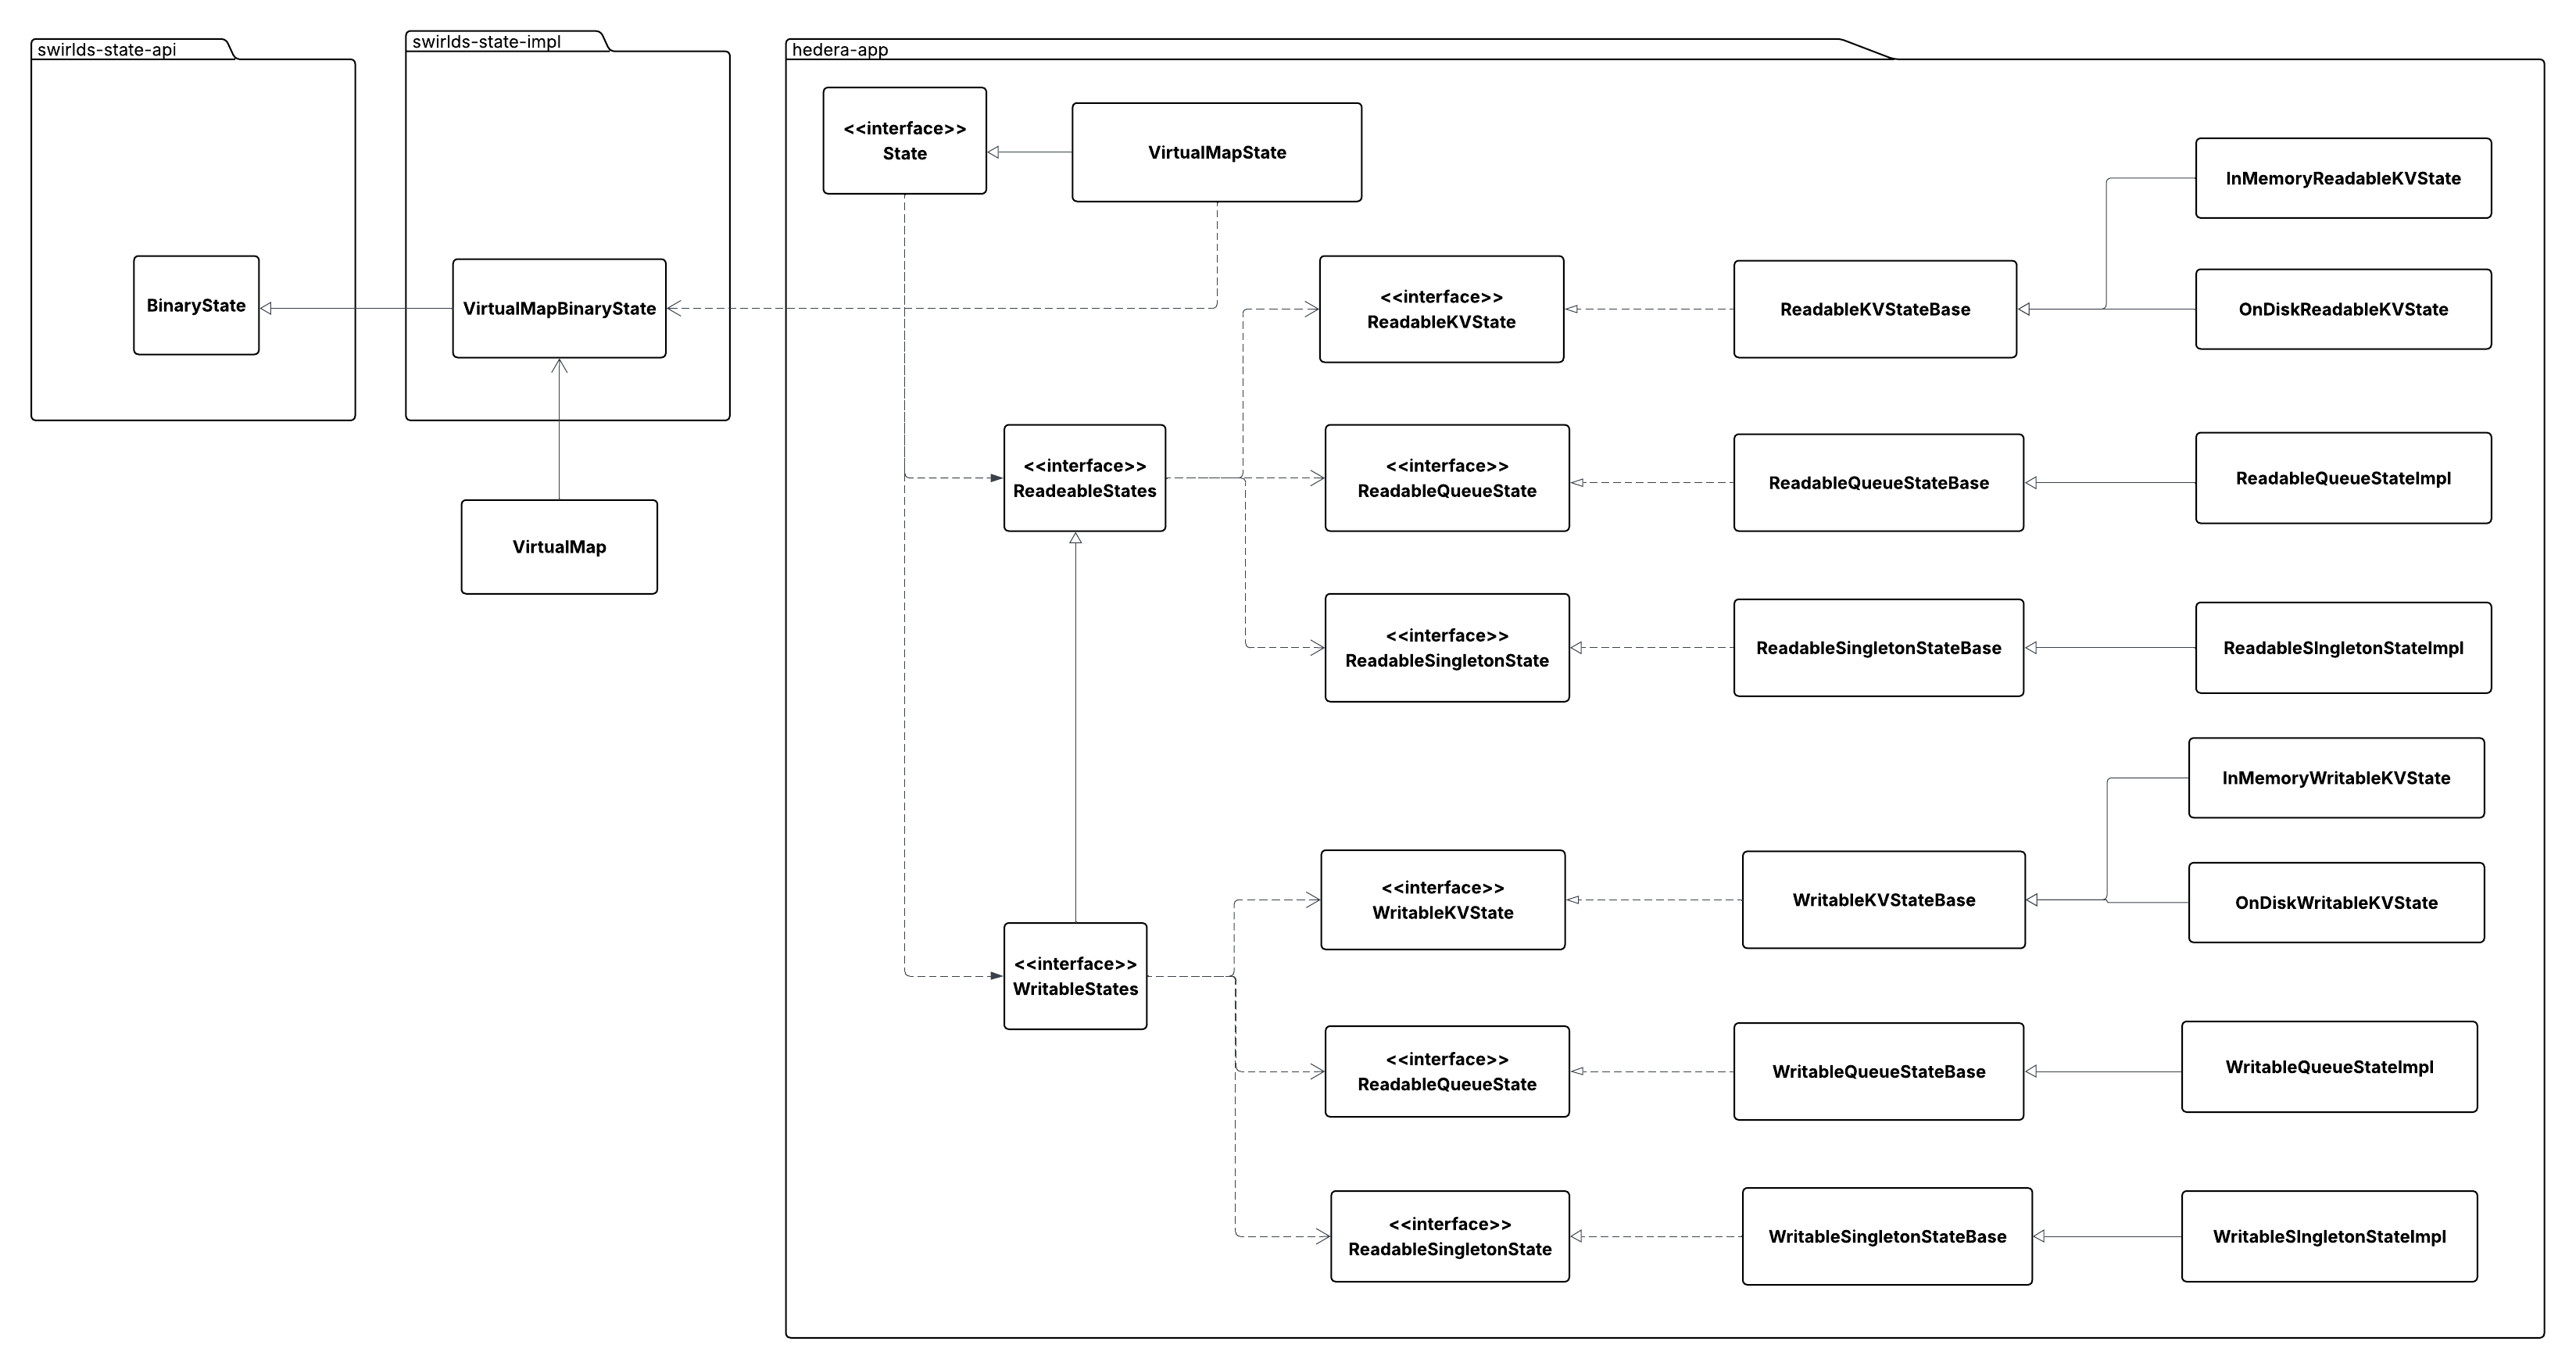 swirlds-state-api
swirlds-state-impl
hedera-app
<<interface>>
State
VirtualMapState
InMemoryReadableKVState
BinaryState
VirtualMapBinaryState
<<interface>>
ReadableKVState
ReadableKVStateBase
OnDiskReadableKVState
<<interface>>
ReadeableStates
<<interface>>
ReadableQueueState
ReadableQueueStateBase
ReadableQueueStateImpl
VirtualMap
<<interface>>
ReadableSingletonState
ReadableSingletonStateBase
ReadableSIngletonStateImpl
InMemoryWritableKVState
<<interface>>
WritableKVState
WritableKVStateBase
OnDiskWritableKVState
<<interface>>
WritableStates
<<interface>>
ReadableQueueState
WritableQueueStateBase
WritableQueueStateImpl
<<interface>>
ReadableSingletonState
WritableSingletonStateBase
WritableSIngletonStateImpl